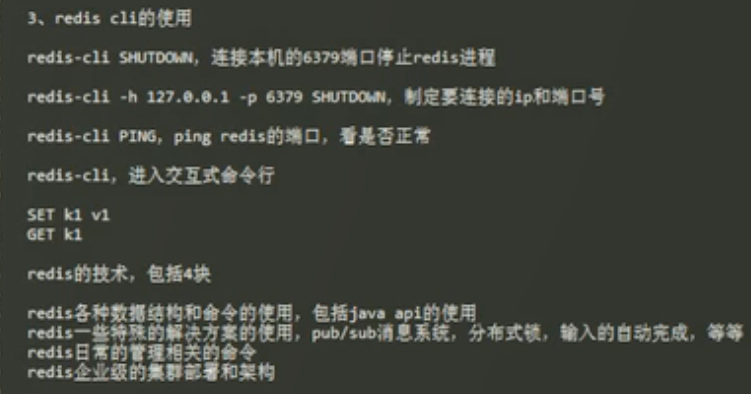 3、redis cli的使用
redis-cli SHUTDOWN，连接本机的6379端口停止redis进程
redis-cli -h 127.0.0.1 -p 6379 SHUTDOWN，制定要连接的ip和端口号
redis-cli PING，ping redis的端口，看是否正常
redis-cli，进入交互式命令行
SET k1 v1
GET k1
redis的技术，包括4块
redis各种数据结构和命令的使用，包括java api的使用
redis一些特殊的解决方案的使用，pub/sub消息系统，分布式锁，输入的自动完成，等等
redis日常的管理相关的命令
redis企业级的集群部署和架构